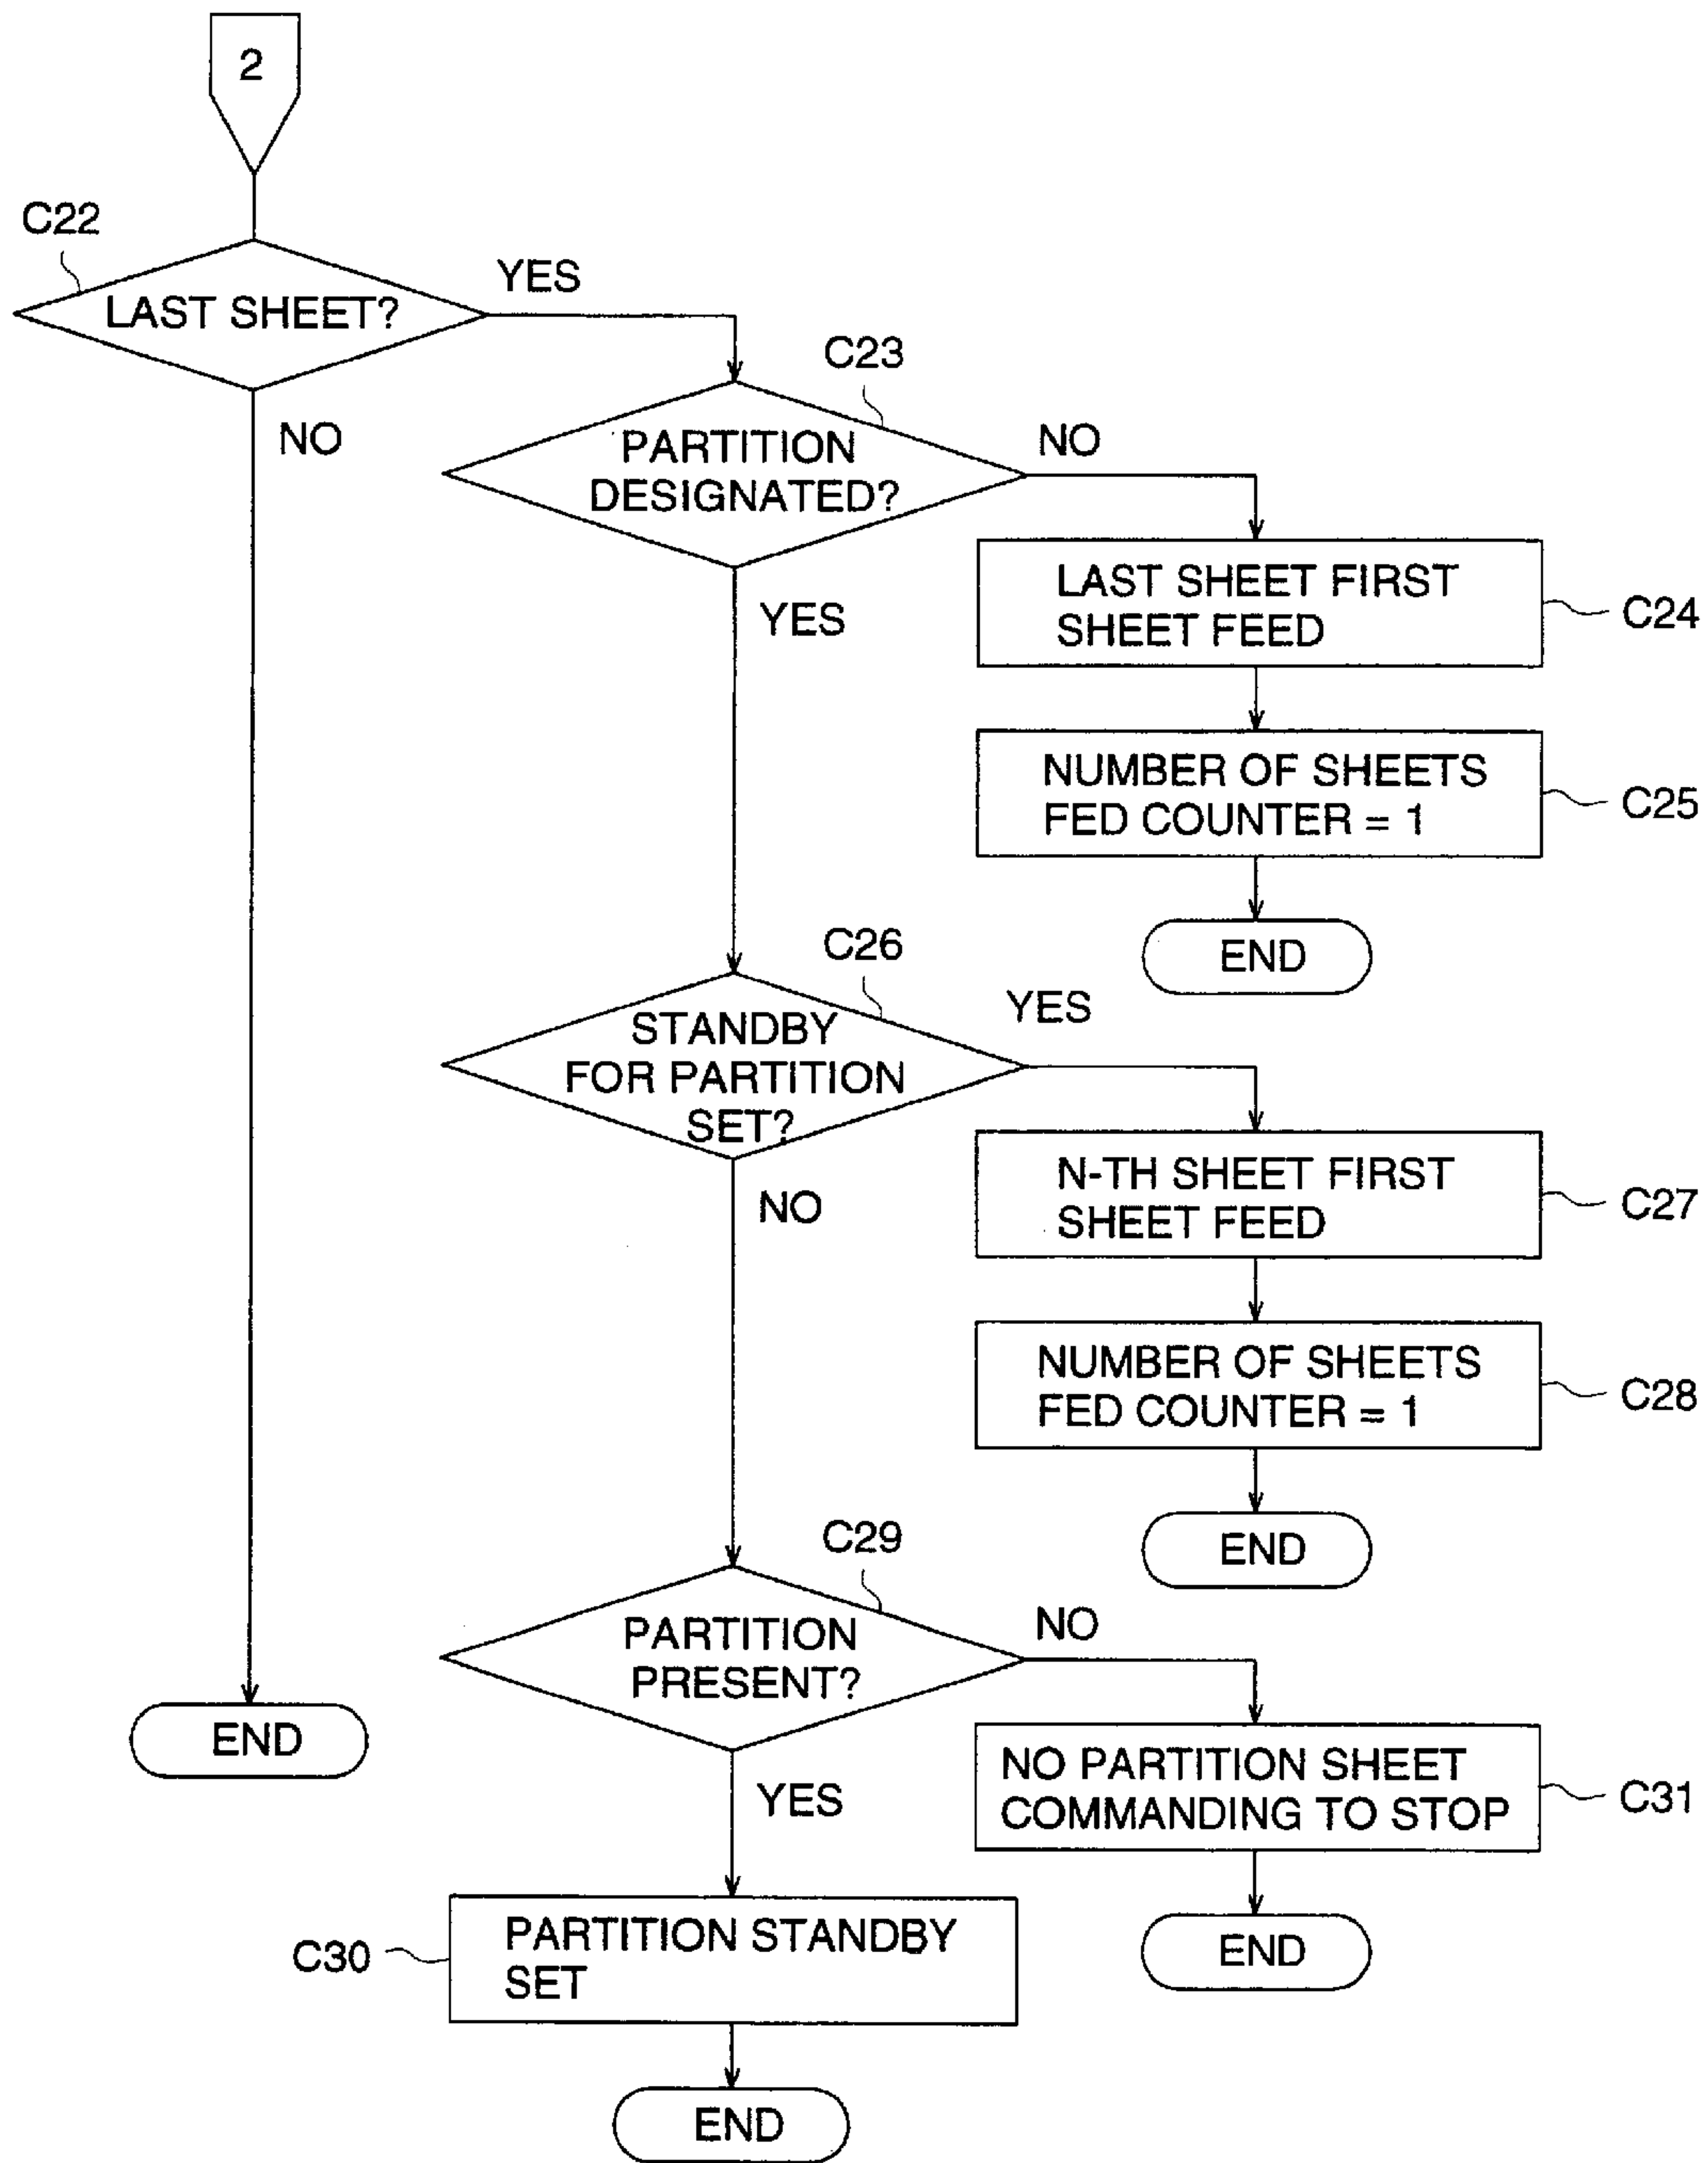 2
C22
LAST SHEET?
YES
NO
C23
PARTITION
DESIGNATED?
NO
YES
LAST SHEET FIRST
SHEET FEED
C24
NUMBER OF SHEETS
FED COUNTER = 1
C25
END
C26
STANDBY
FOR PARTITION
SET?
YES
NO
N-TH SHEET FIRST
SHEET FEED
C27
NUMBER OF SHEETS
FED COUNTER = 1
C28
END
C29
PARTITION
PRESENT?
NO
YES
END
NO PARTITION SHEET
COMMANDING TO STOP
C31
END
C30
PARTITION STANDBY
SET
END